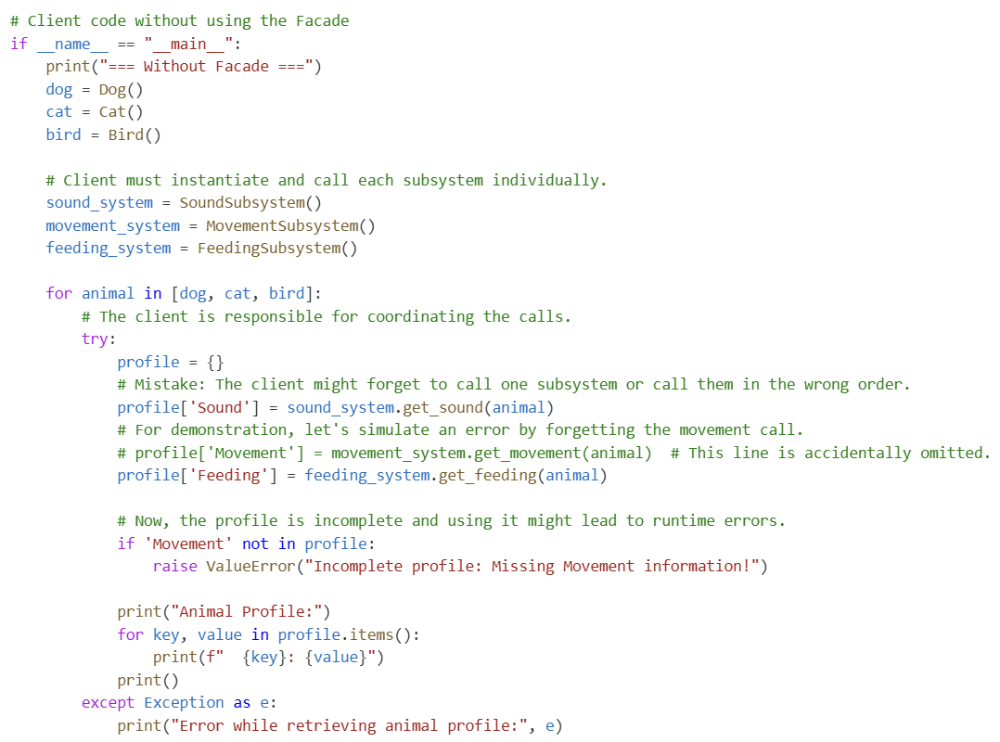 # Client code without using the Facade
if __name__ == "__main__":
    print("=== Without Facade ===")
    dog = Dog()
    cat = Cat()
    bird = Bird()

    # Client must instantiate and call each subsystem individually.
    sound_system = SoundSubsystem()
    movement_system = MovementSubsystem()
    feeding_system = FeedingSubsystem()

    for animal in [dog, cat, bird]:
        # The client is responsible for coordinating the calls.
        try:
            profile = {}
            # Mistake: The client might forget to call one subsystem or call them in the wrong order.
            profile['Sound'] = sound_system.get_sound(animal)
            # For demonstration, let's simulate an error by forgetting the movement call.
            # profile['Movement'] = movement_system.get_movement(animal)  # This line is accidentally omitted.
            profile['Feeding'] = feeding_system.get_feeding(animal)

            # Now, the profile is incomplete and using it might lead to runtime errors.
            if 'Movement' not in profile:
                raise ValueError("Incomplete profile: Missing Movement information!")

            print("Animal Profile:")
            for key, value in profile.items():
                print(f"  {key}: {value}")
            print()
        except Exception as e:
            print("Error while retrieving animal profile:", e)